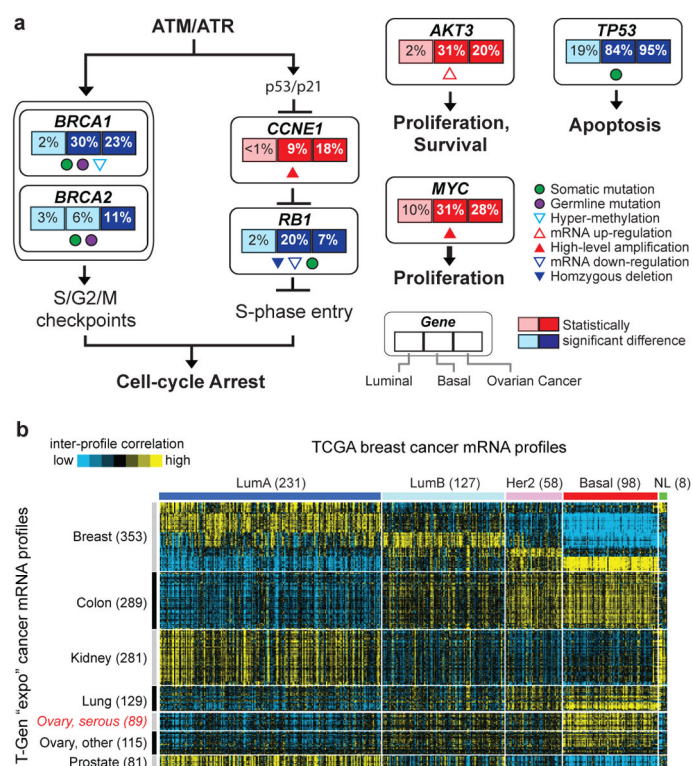 a
ATM/ATR
p53/p21
BRCA1
2% 30% 23%
BRCA2
3% 6% 11%
S/G2/M
checkpoints
CCNE1
<1% 9% 18%
RB1
2% 20% 7%
S-phase entry
Cell-cycle Arrest
AKT3
2% 31% 20%
Proliferation,
Survival
TP53
19% 84% 95%
Apoptosis
MYC
10% 31% 28%
Proliferation
Somatic mutation
Germline mutation
Hyper-methylation
mRNA up-regulation
High-level amplification
mRNA down-regulation
Homzygous deletion
Gene
Luminal Basal Ovarian Cancer
Statistically
significant difference
b
inter-profile correlation
low high
TCGA breast cancer mRNA profiles
LumA (231) LumB (127) Her2 (58) Basal (98) NL (8)
T-Gen "expo" cancer mRNA profiles
Breast (353)
Colon (289)
Kidney (281)
Lung (129)
Ovary, serous (89)
Ovary, other (115)
Prostate (81)